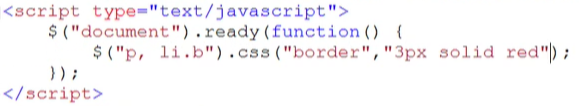 <script type="text/javascript">
$("document").ready(function() {
$("p, li.b").css("border","3px solid red");
});
</script>